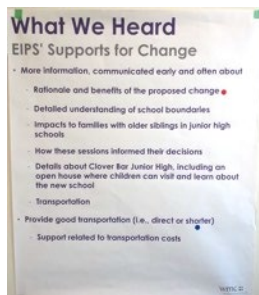 What We Heard
EIPS' Supports for Change
• More information, communicated early and often about
- Rationale and benefits of the proposed change
- Detailed understanding of school boundaries
- Impacts to families with older siblings in junior high
schools
- How these sessions informed their decisions
- Details about Clover Bar Junior High, including an
open house where children can visit and learn about
the new school
- Transportation
• Provide good transportation (i.e., direct or shorter)
- Support related to transportation costs